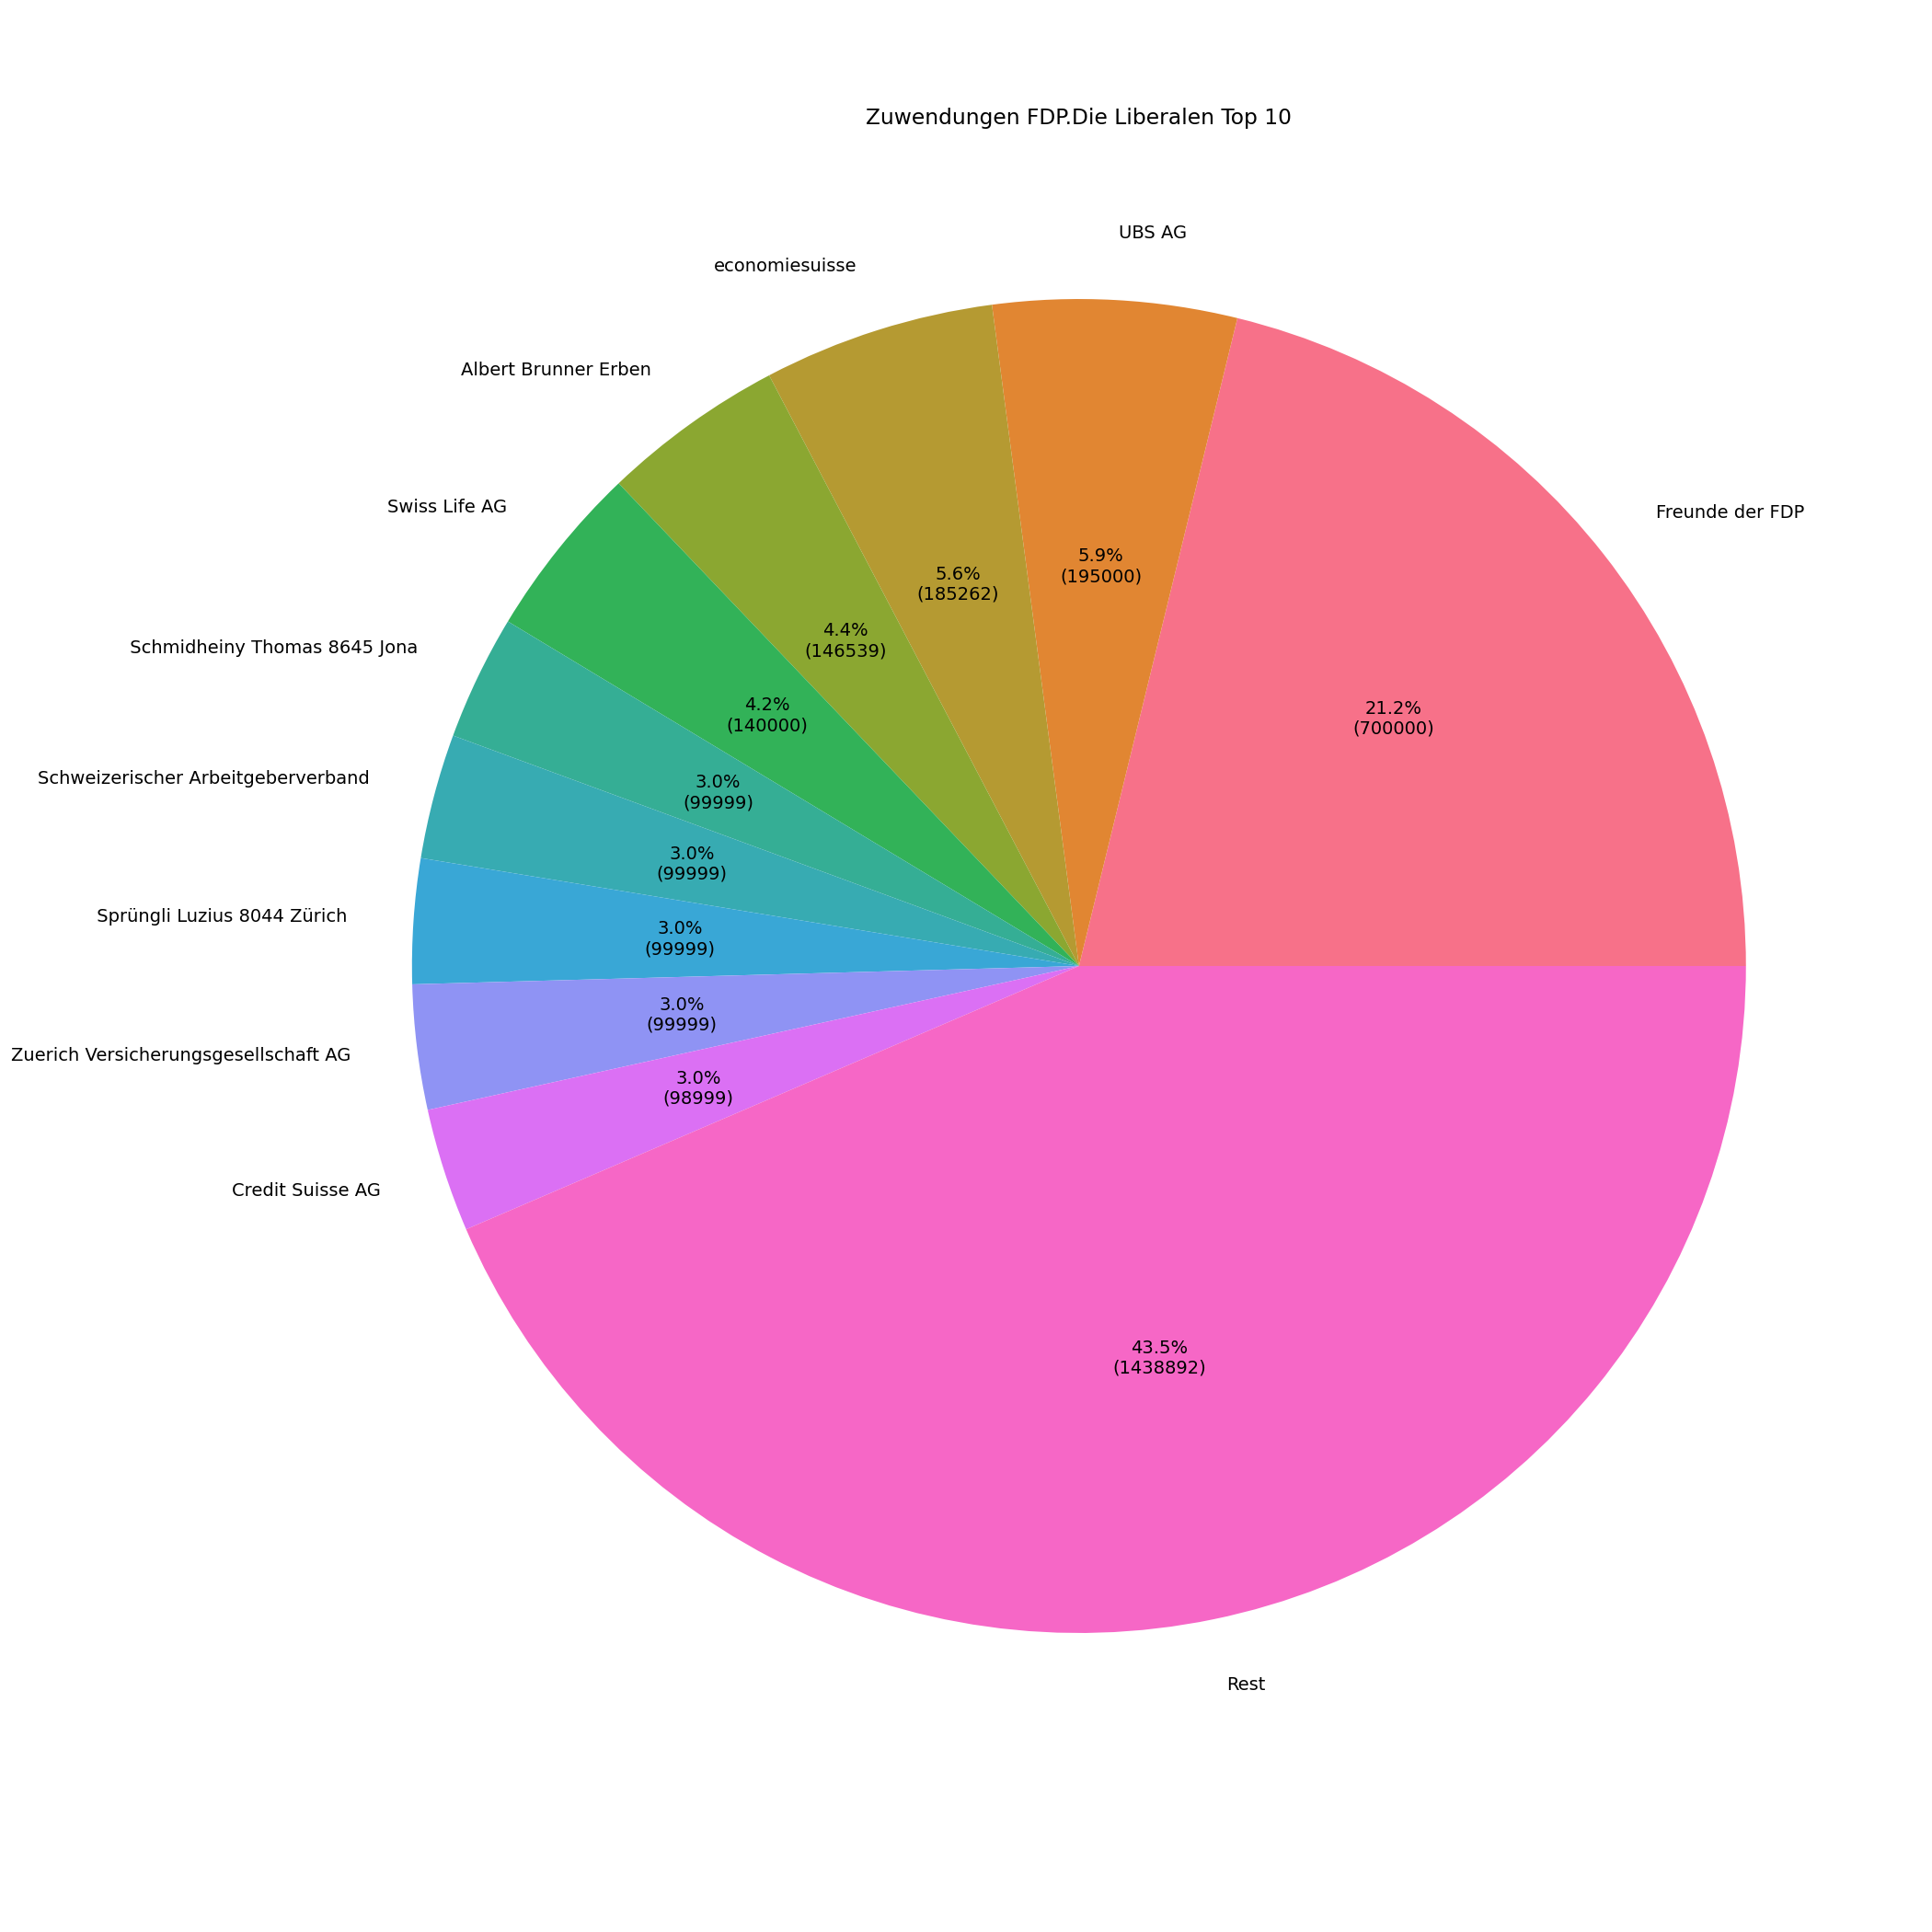 Zuwendungen FDP.Die Liberalen Top 10
UBS AG
economiesuisse
Albert Brunner Erben
Swiss Life AG
Freunde der FDP
5.9%
(195000)
5.6%
(185262)
4.4%
(146539)
Schmidheiny Thomas 8645 Jona
4.2%
(140000)
21.2%
(700000)
Schweizerischer Arbeitgeberverband
3.0%
(99999)
3.0%
(99999)
Sprüngli Luzius 8044 Zürich
3.0%
(99999)
Zuerich Versicherungsgesellschaft AG
3.0%
(99999)
3.0%
(98999)
Credit Suisse AG
43.5%
(1438892)
Rest